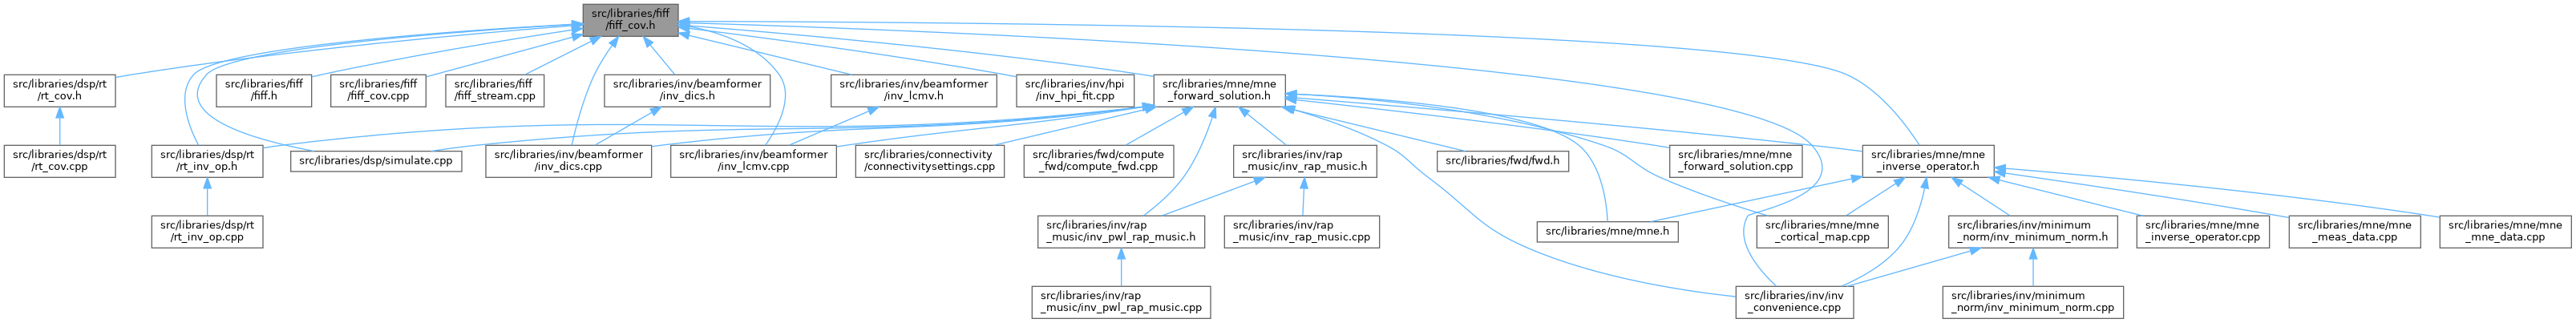 src/libraries/fiff
/fiff_cov.h
src/libraries/dsp/rt
/rt_cov.h
src/libraries/fiff
/fiff.h
src/libraries/fiff
/fiff_cov.cpp
src/libraries/fiff
/fiff_stream.cpp
src/libraries/inv/beamformer
/inv_dics.h
src/libraries/inv/beamformer
/inv_lcmv.h
src/libraries/inv/hpi
/inv_hpi_fit.cpp
src/libraries/mne/mne
_forward_solution.h
src/libraries/dsp/rt
/rt_cov.cpp
src/libraries/dsp/rt
/rt_inv_op.h
src/libraries/dsp/simulate.cpp
src/libraries/inv/beamformer
/inv_dics.cpp
src/libraries/inv/beamformer
/inv_lcmv.cpp
src/libraries/connectivity
/connectivitysettings.cpp
src/libraries/fwd/compute
_fwd/compute_fwd.cpp
src/libraries/inv/rap
_music/inv_rap_music.h
src/libraries/fwd/fwd.h
src/libraries/mne/mne
_forward_solution.cpp
src/libraries/mne/mne
_inverse_operator.h
src/libraries/dsp/rt
/rt_inv_op.cpp
src/libraries/inv/rap
_music/inv_pwl_rap_music.h
src/libraries/inv/rap
_music/inv_rap_music.cpp
src/libraries/mne/mne.h
src/libraries/mne/mne
_cortical_map.cpp
src/libraries/inv/minimum
_norm/inv_minimum_norm.h
src/libraries/mne/mne
_inverse_operator.cpp
src/libraries/mne/mne
_meas_data.cpp
src/libraries/mne/mne
_mne_data.cpp
src/libraries/inv/rap
_music/inv_pwl_rap_music.cpp
src/libraries/inv/inv
_convenience.cpp
src/libraries/inv/minimum
_norm/inv_minimum_norm.cpp